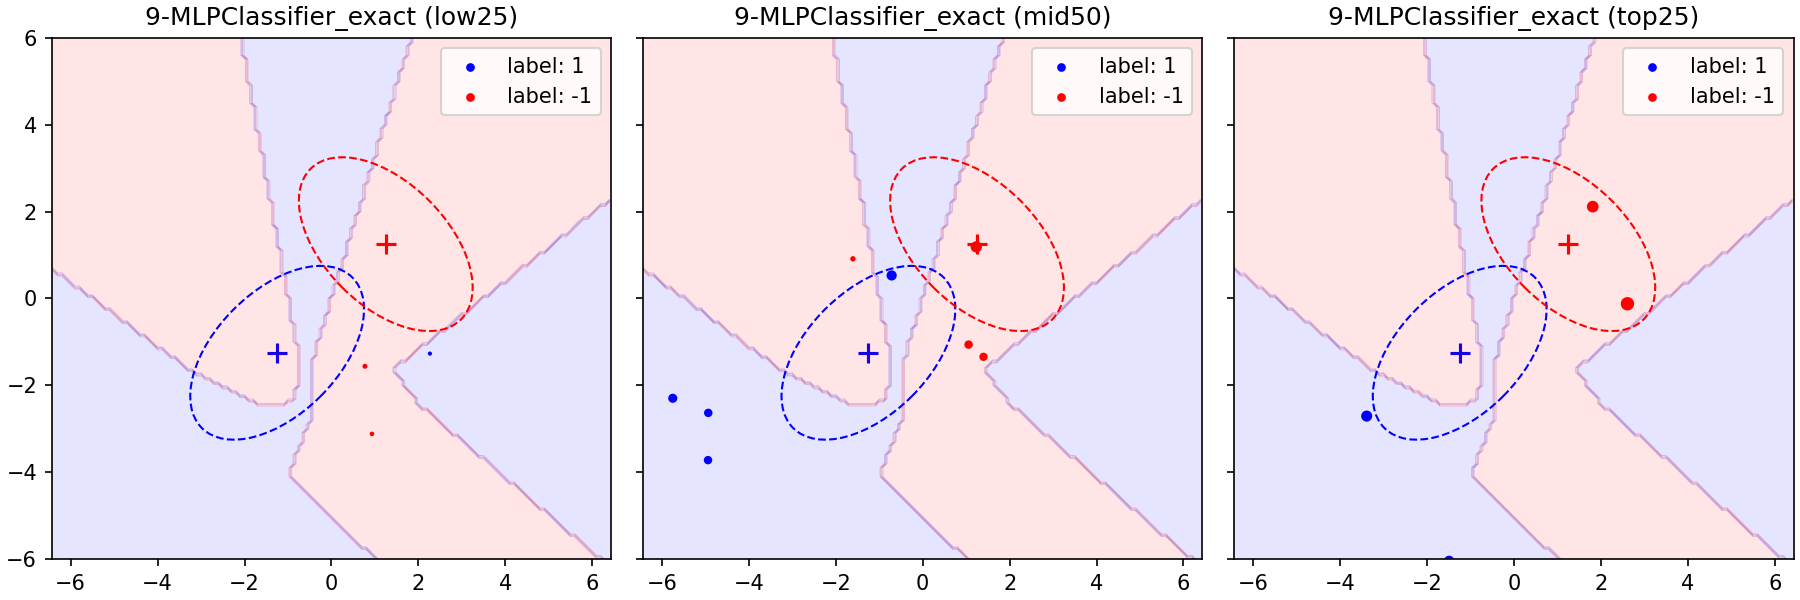 9-MLPClassifier_exact (low25)
9-MLPClassifier_exact (mid50)
9-MLPClassifier_exact (top25)
label: 1
label: -1
label: 1
label: -1
label: 1
label: -1
6
4
2
0
−2
−4
−6
−6 −4 −2 0 2 4 6
−6 −4 −2 0 2 4 6
−6 −4 −2 0 2 4 6